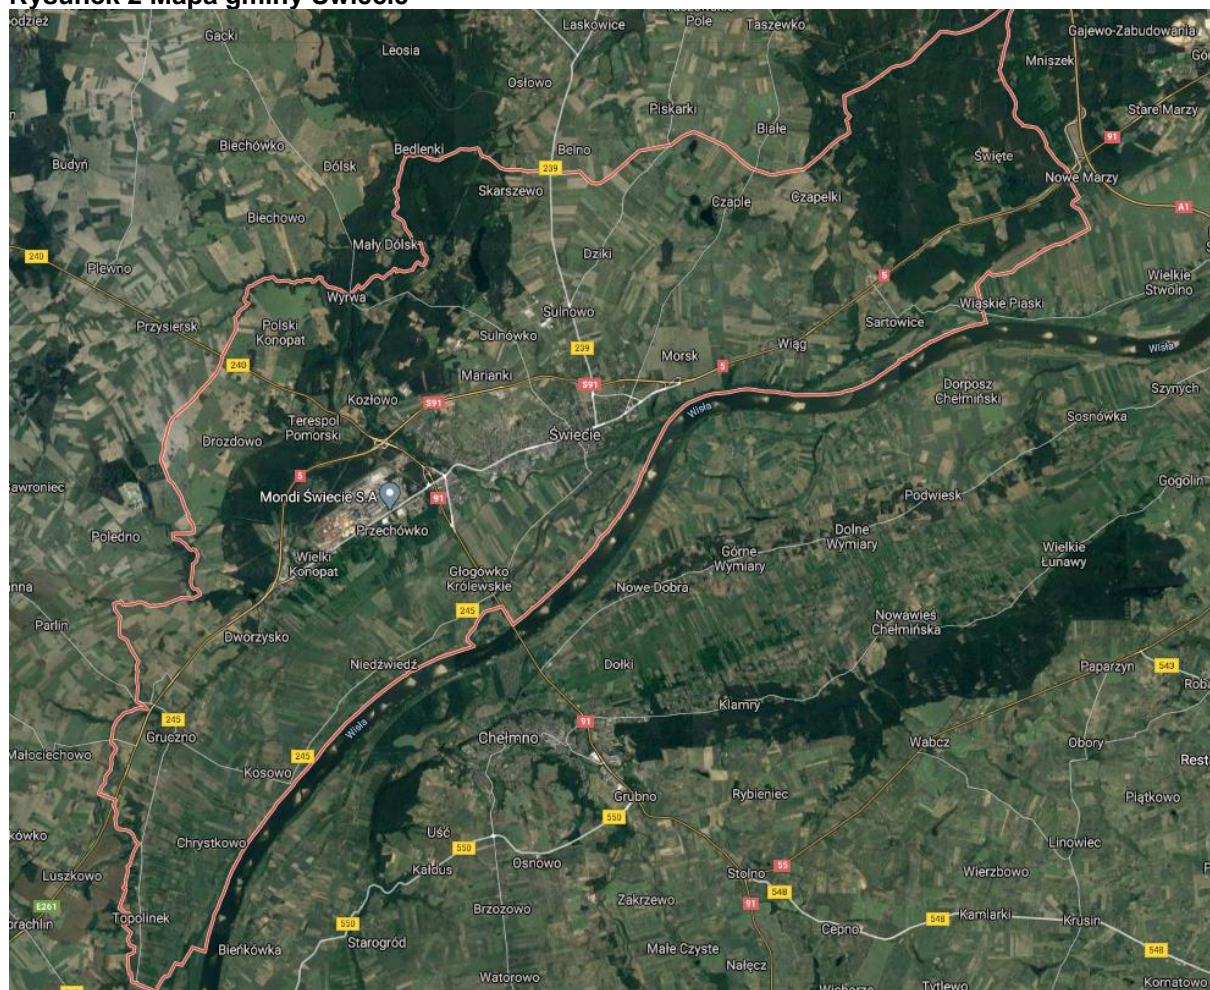 Rysunek 2 Mapa gminy Świecie
Laskowice
Pole
Taszewko
Gacki
Leosia
Gajewo-Zabudowania
Mniszek
Osłowo
Piskarki
Stare Marzy
Białe
91
Biechówko
Bedlenki
Belno
Budyń
Dólsk
239
Święte
Nowe Marzy
Skarszewo
Czaple
Czapelki
A1
Biechowo
Mały Dólsk
240
Dziki
Plewno
5
Wielkie
Stwolno
Wyrwa
Wiąskie Piaski
Sulnowo
Przysiersk
Polski
Konopat
Sulnówko
Sartowice
239
Wiąg
Wisła
Morsk
240
5
Marianki
S91
Dorposz
Chełmiński
Szynych
Kozłowo
S91
Wisła
Sosnówka
Terespol
Pomorski
Drozdowo
Świecie
5
Gogolin
Mondi Świecie S.A
91
Podwiesk
Przechówko
Dolne
Wymiary
Poledno
Górne
Wymiary
Wielkie
Łunawy
Wielki
Konopat
Głogówko
Królewskie
Nowe Dobra
245
Nowawieś
Chełmińska
Parlin
Dworzysko
Niedźwiedź
Dołki
Paparzyn
543
Klamry
245
Wisła
91
Gruczno
Chełmno
Wabcz
Obory
Małociechowo
245
Kosowo
Grubno
Rybieniec
Piątkowo
550
Uść
Chrystkowo
550
Linowiec
Osnowo
55
Kałdus
Luszkowo
Stolno
Wierzbowo
548
E261
Zakrzewo
91
Brzozowo
Topolinek
548
Kamlarki
Krusin
550
Cepno
Starogród
Bieńkówka
Małe Czyste
548
Nałęcz
Watorowo
Kornatowo
Tytlewo